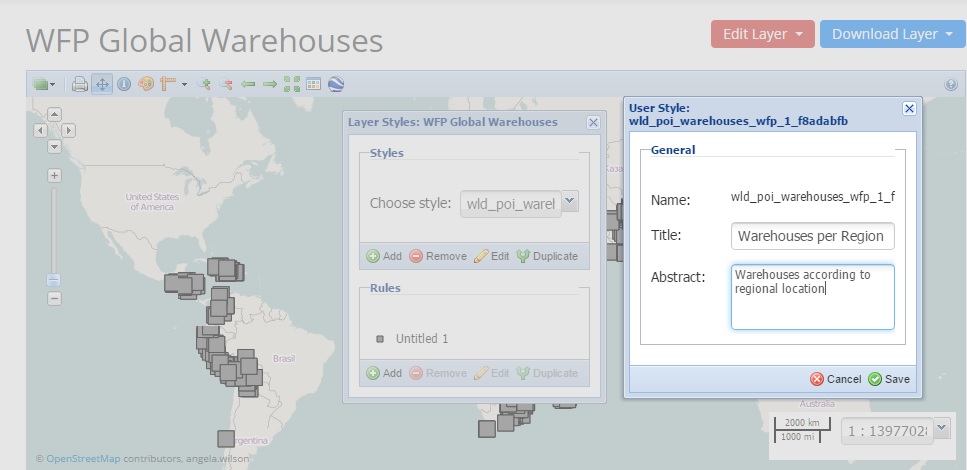 WFP Global Warehouses
Edit Layer
Download Layer
User Style:
wld_poi_warehouses_wfp_1_f8adabfb
Layer Styles: WFP Global Warehouses
General
Styles
United States
of America
Name:
wld_poi_warehouses_wfp_1_f
Choose style:
wld_poi_warel
Title:
Warehouses per Region
Add
Remove
Edit
Duplicate
Abstract:
Warehouses according to
regional location
Rules
Untitled 1
Brasil
Add
Remove
Edit
Duplicate
Cancel
Save
Australia
2000 km
1000 mi
1 : 1397702
rgentina
© OpenStreetMap contributors, angela.wilson